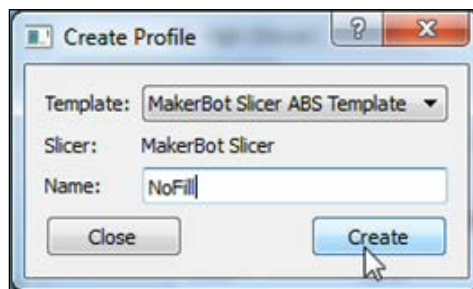 Create Profile
Template: MakerBot Slicer ABS Template
Slicer: MakerBot Slicer
Name: NoFill
Close Create